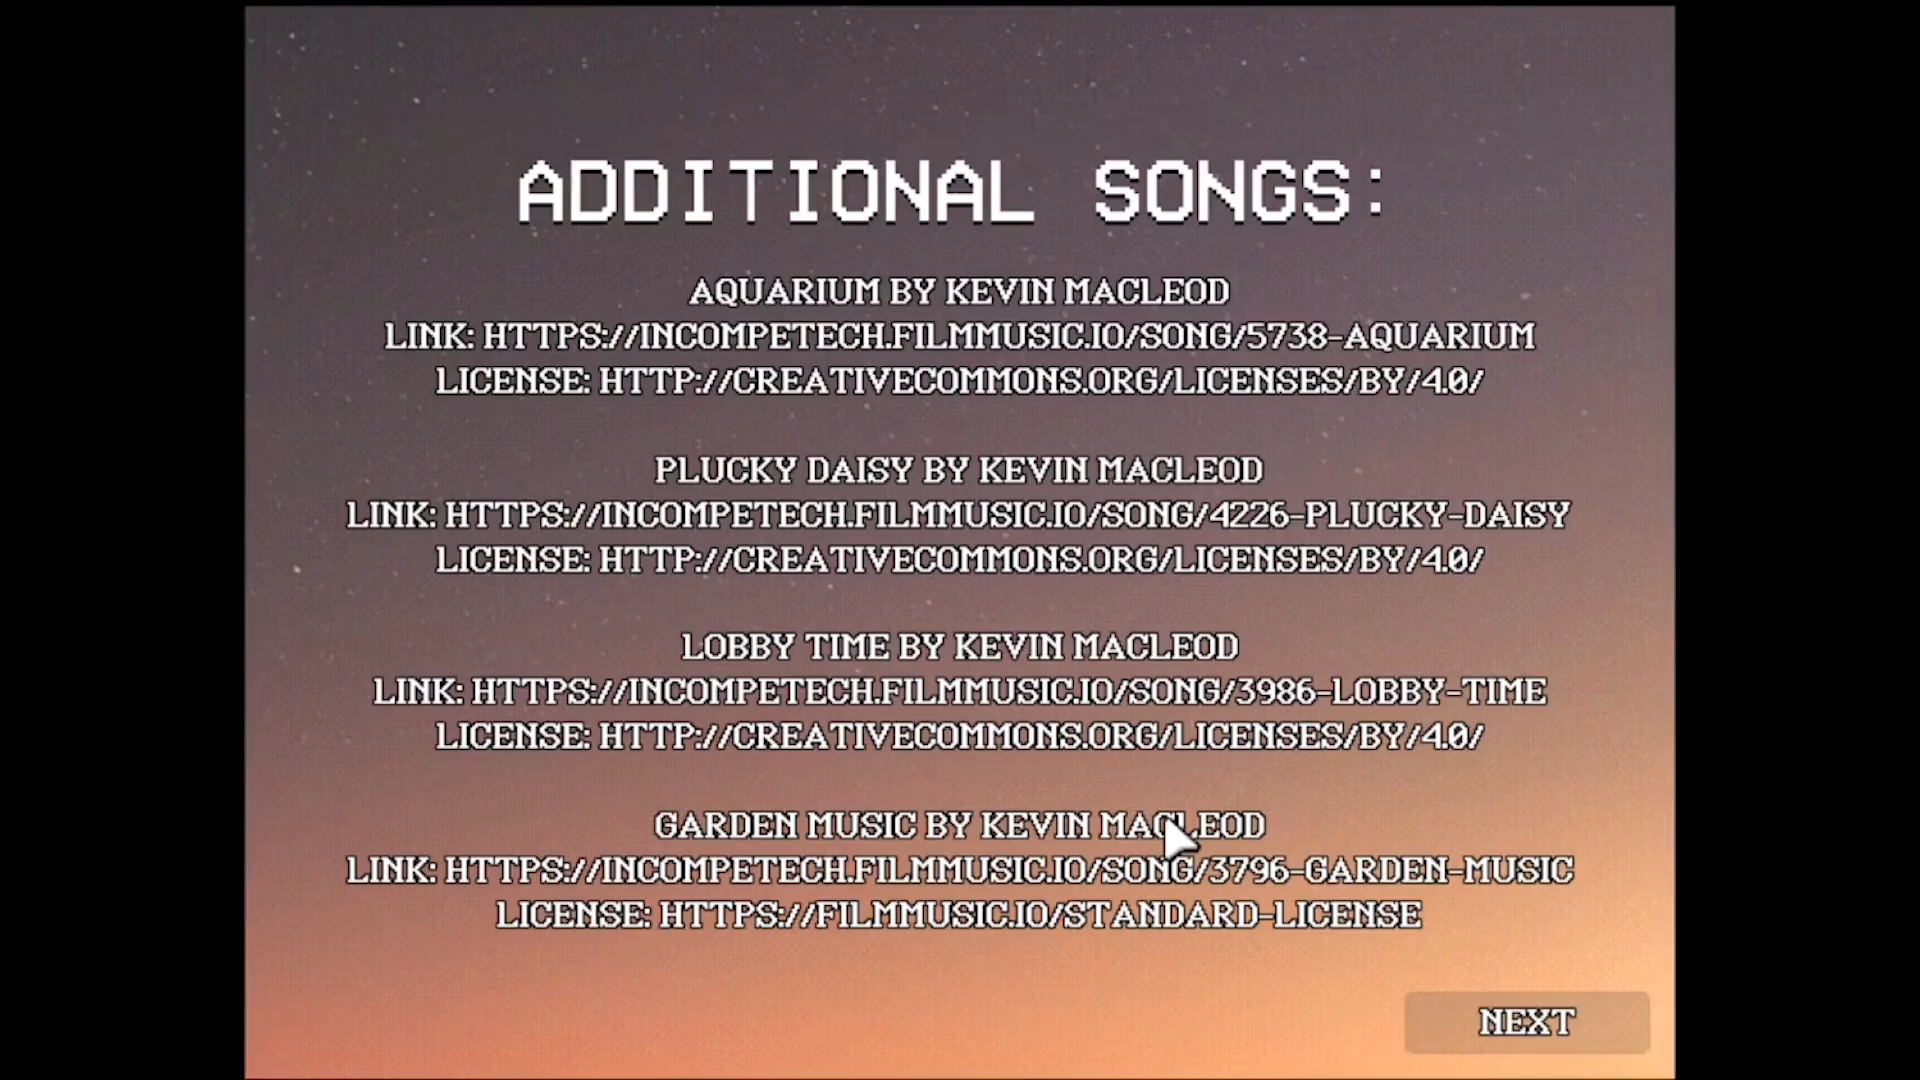 ADDITIONAL SONGS:
AQUARIUM BY KEVIN MACLEOD
LINK: HTTPS://INCOMPETECH.FILMMUSIC.IO/SONG/5738-AQUARIUM
LICENSE: HTTP://CREATIVECOMMONS.ORG/LICENSES/BY/4.0/
PLUCKY DAISY BY KEVIN MACLEOD
LINK: HTTPS://INCOMPETECH.FILMMUSIC.IO/SONG/4226-PLUCKY-DAISY
LICENSE: HTTP://CREATIVECOMMONS.ORG/LICENSES/BY/4.0/
LOBBY TIME BY KEVIN MACLEOD
LINK: HTTPS://INCOMPETECH.FILMMUSIC.IO/SONG/3986-LOBBY-TIME
LICENSE: HTTP://CREATIVECOMMONS.ORG/LICENSES/BY/4.0/
GARDEN MUSIC BY KEVIN MACLEOD
LINK: HTTPS://INCOMPETECH.FILMMUSIC.IO/SONG/3796-GARDEN-MUSIC
LICENSE: HTTPS://FILMMUSIC.IO/STANDARD-LICENSE
NEXT